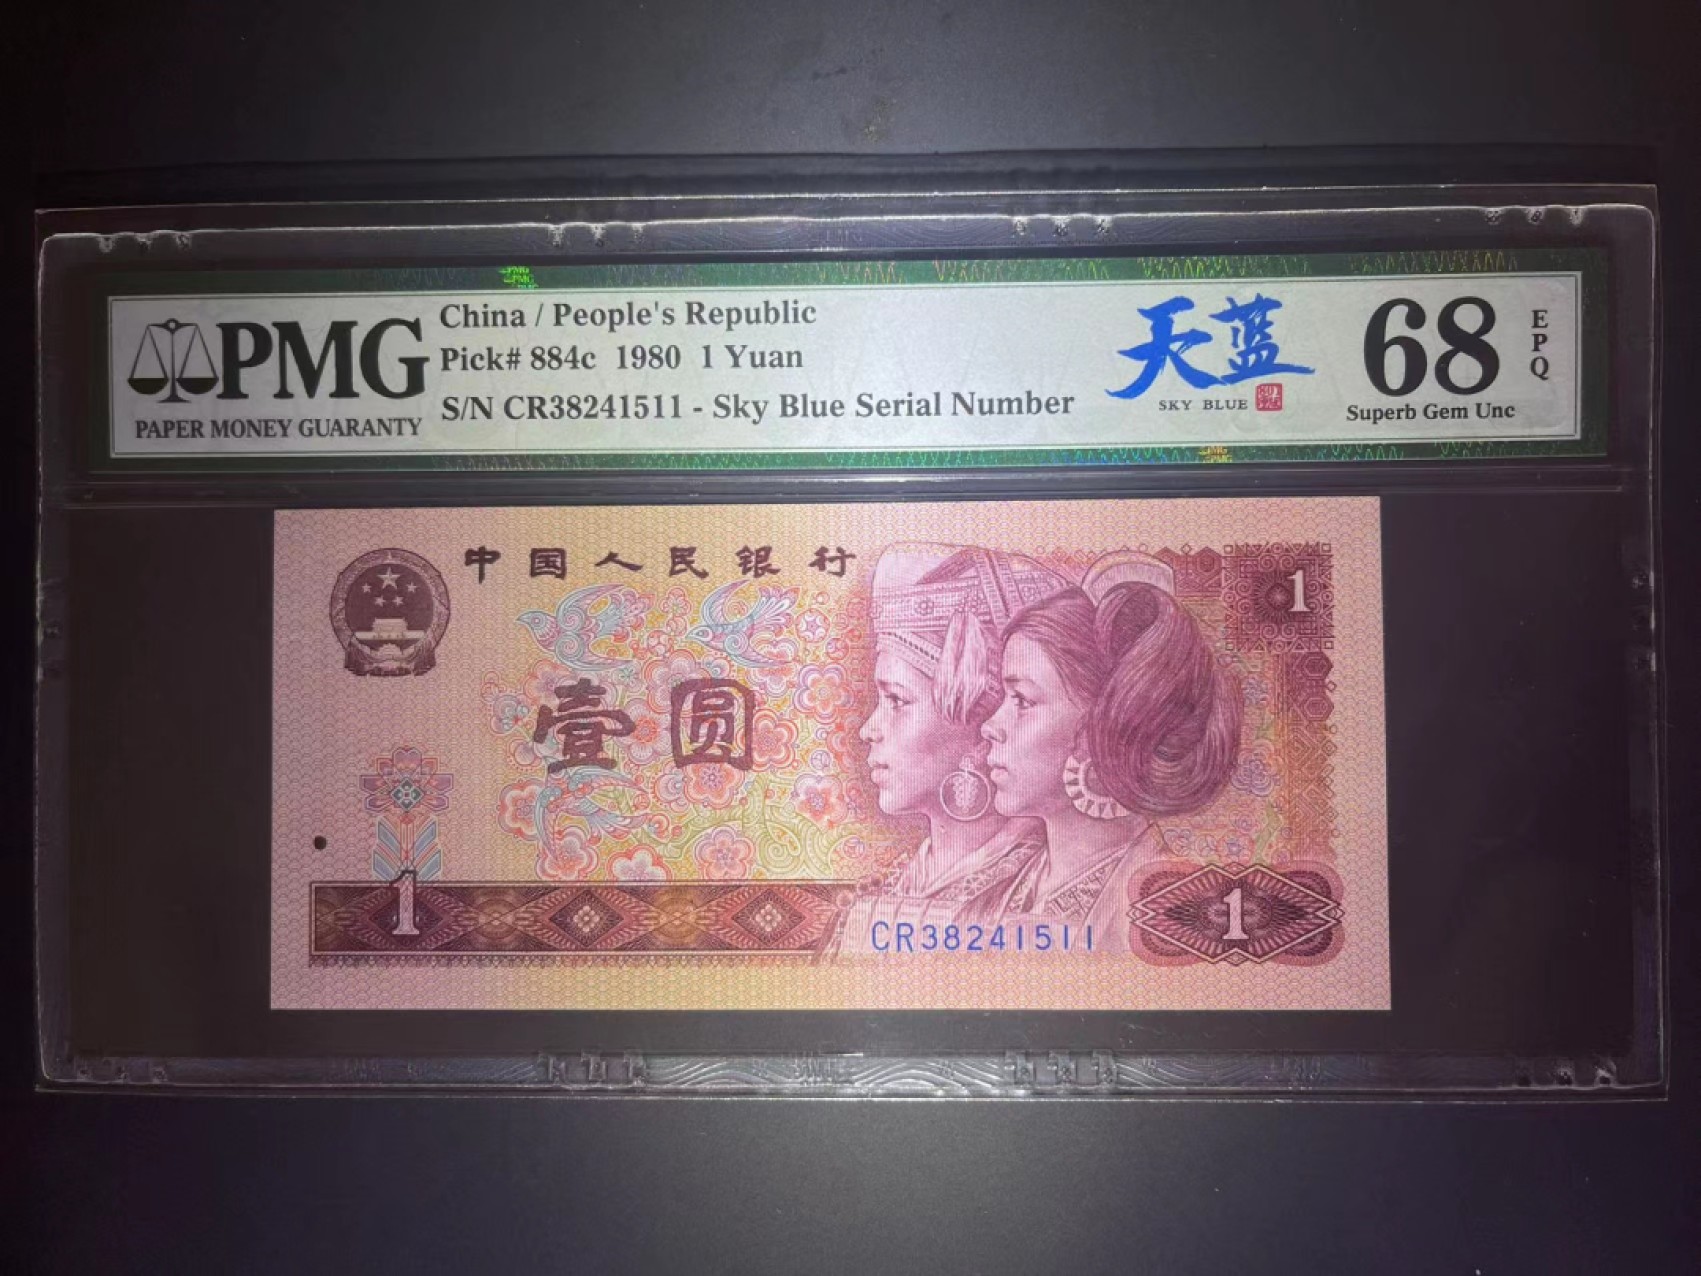 PMG
PAPER MONEY GUARANTY
China / People's Republic
Pick# 884c 1980 1 Yuan
S/N CR38241511 - Sky Blue Serial Number
天蓝
SKY BLUE
68
EPQ
Superb Gem Unc
中国人民银行
1
壹圆
1
CR38241511
1